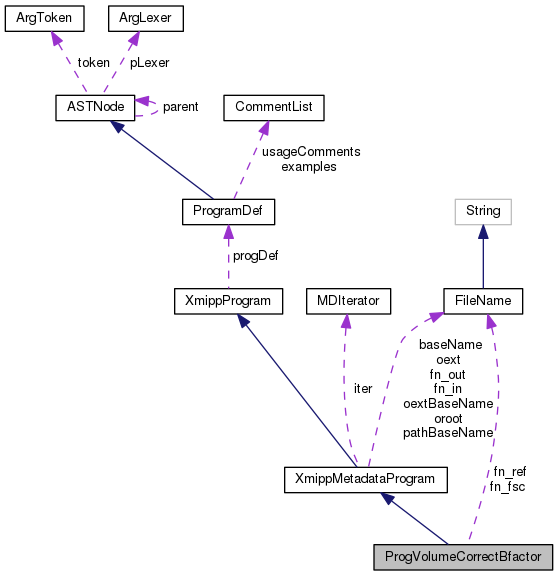 ArgToken
ArgLexer
token
pLexer
ASTNode
parent
CommentList
usageComments
examples
ProgramDef
String
progDef
XmippProgram
MDIterator
FileName
baseName
oext
fn_out
fn_in
iter
oextBaseName
oroot
pathBaseName
fn_ref
fn_fsc
XmippMetadataProgram
ProgVolumeCorrectBfactor